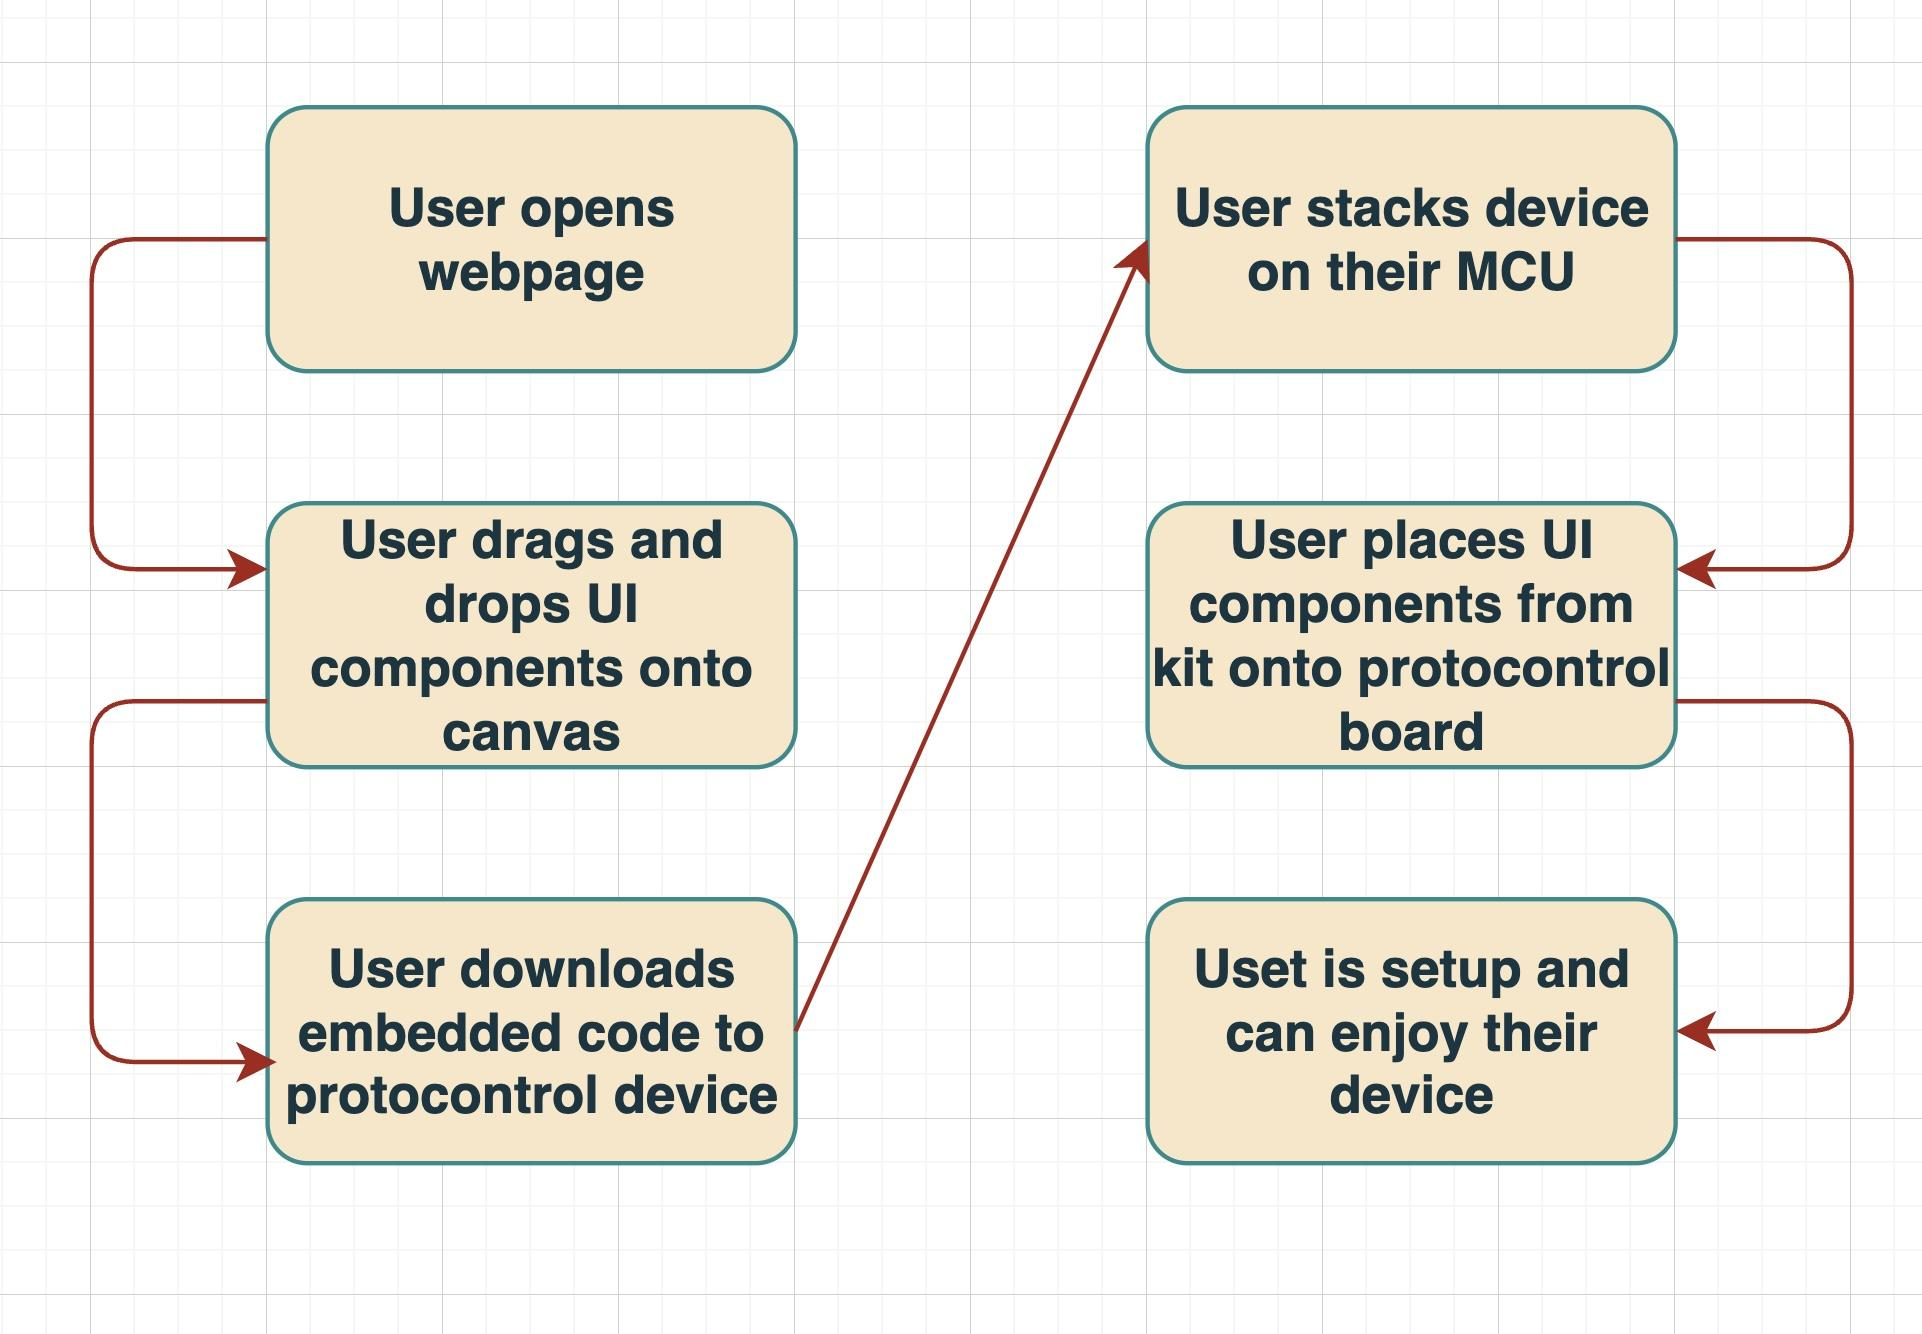 User opens
webpage
User drags and
drops UI
components onto
canvas
User downloads
embedded code to
protocontrol device
User stacks device
on their MCU
User places UI
components from
kit onto protocontrol
board
Uset is setup and
can enjoy their
device